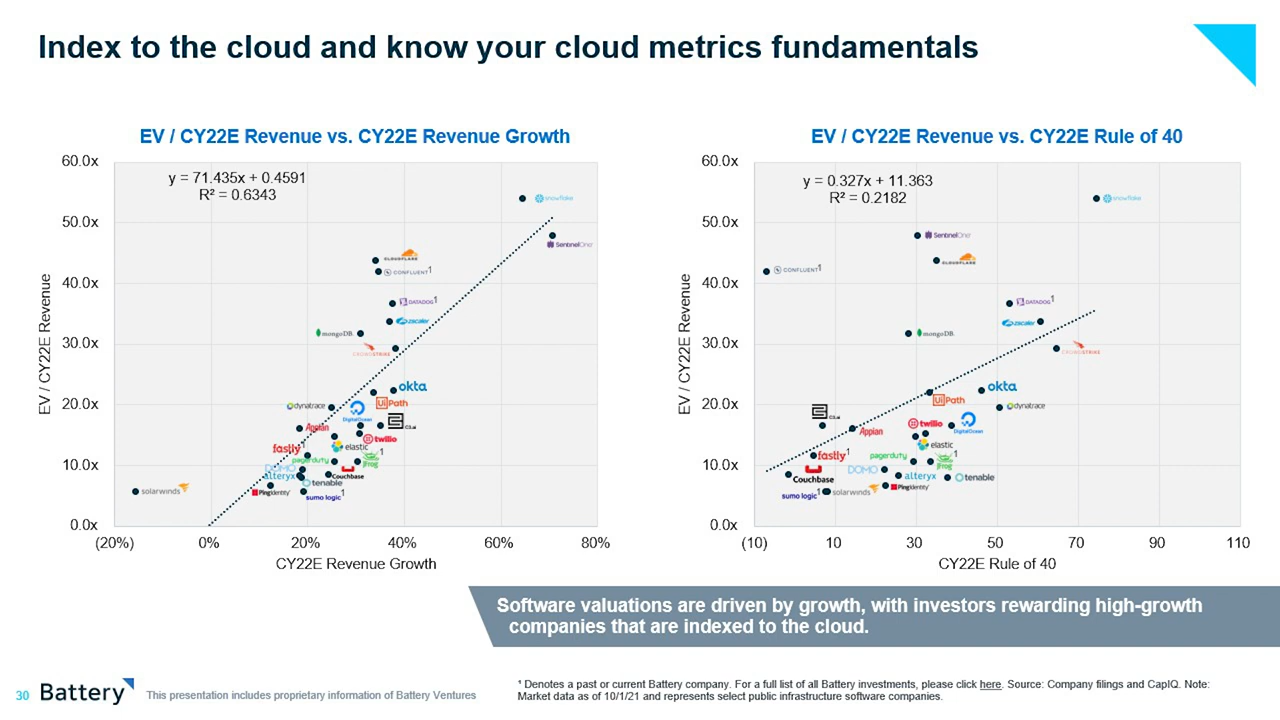 Index to the cloud and know your cloud metrics fundamentals
EV / CY22E Revenue vs. CY22E Revenue Growth
60.0x
50.0x
40.0x
30.0x
20.0x
10.0x
0.0x
EV / CY22E Revenue
y = 71.435x + 0.4591
R² = 0.6343
snowflake
SentinelOne
CLOUDFLARE
CONFLUENT¹
DATADOG¹
zscaler
mongoDB.
CROWDSTRIKE
okta
UiPath
dynatrace
DigitalOcean
C3.ai
Appian
twilio
fastly¹
elastic
pagerduty
JFrog¹
DOMO
alteryx
Couchbase
tenable
PingIdentity
sumo logic¹
solarwinds
(20%)
0%
20%
40%
60%
80%
CY22E Revenue Growth
EV / CY22E Revenue vs. CY22E Rule of 40
60.0x
50.0x
40.0x
30.0x
20.0x
10.0x
0.0x
EV / CY22E Revenue
y = 0.327x + 11.363
R² = 0.2182
snowflake
SentinelOne
CLOUDFLARE
CONFLUENT¹
DATADOG¹
zscaler
mongoDB.
CROWDSTRIKE
okta
UiPath
dynatrace
C3.ai
Appian
twilio
DigitalOcean
elastic
fastly¹
pagerduty
JFrog¹
Couchbase
DOMO
alteryx
tenable
PingIdentity
sumo logic¹
solarwinds
(10)
10
30
50
70
90
110
CY22E Rule of 40
Software valuations are driven by growth, with investors rewarding high-growth
companies that are indexed to the cloud.
30
Battery
This presentation includes proprietary information of Battery Ventures
¹ Denotes a past or current Battery company. For a full list of all Battery investments, please click here. Source: Company filings and CapIQ. Note:
Market data as of 10/1/21 and represents select public infrastructure software companies.